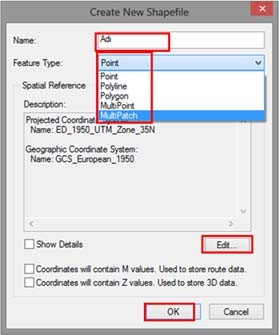 Create New Shapefile
Name:
Adı
Feature Type:
Point
Point
Polyline
Polygon
MultiPoint
MultiPatch
Spatial Reference
Description:
Projected Coordinate
Name: ED_1950_UTM_Zone_35N
Geographic Coordinate System:
Name: GCS_European_1950
Show Details
Edit...
Coordinates will contain M values. Used to store route data.
Coordinates will contain Z values. Used to store 3D data.
OK
Cancel